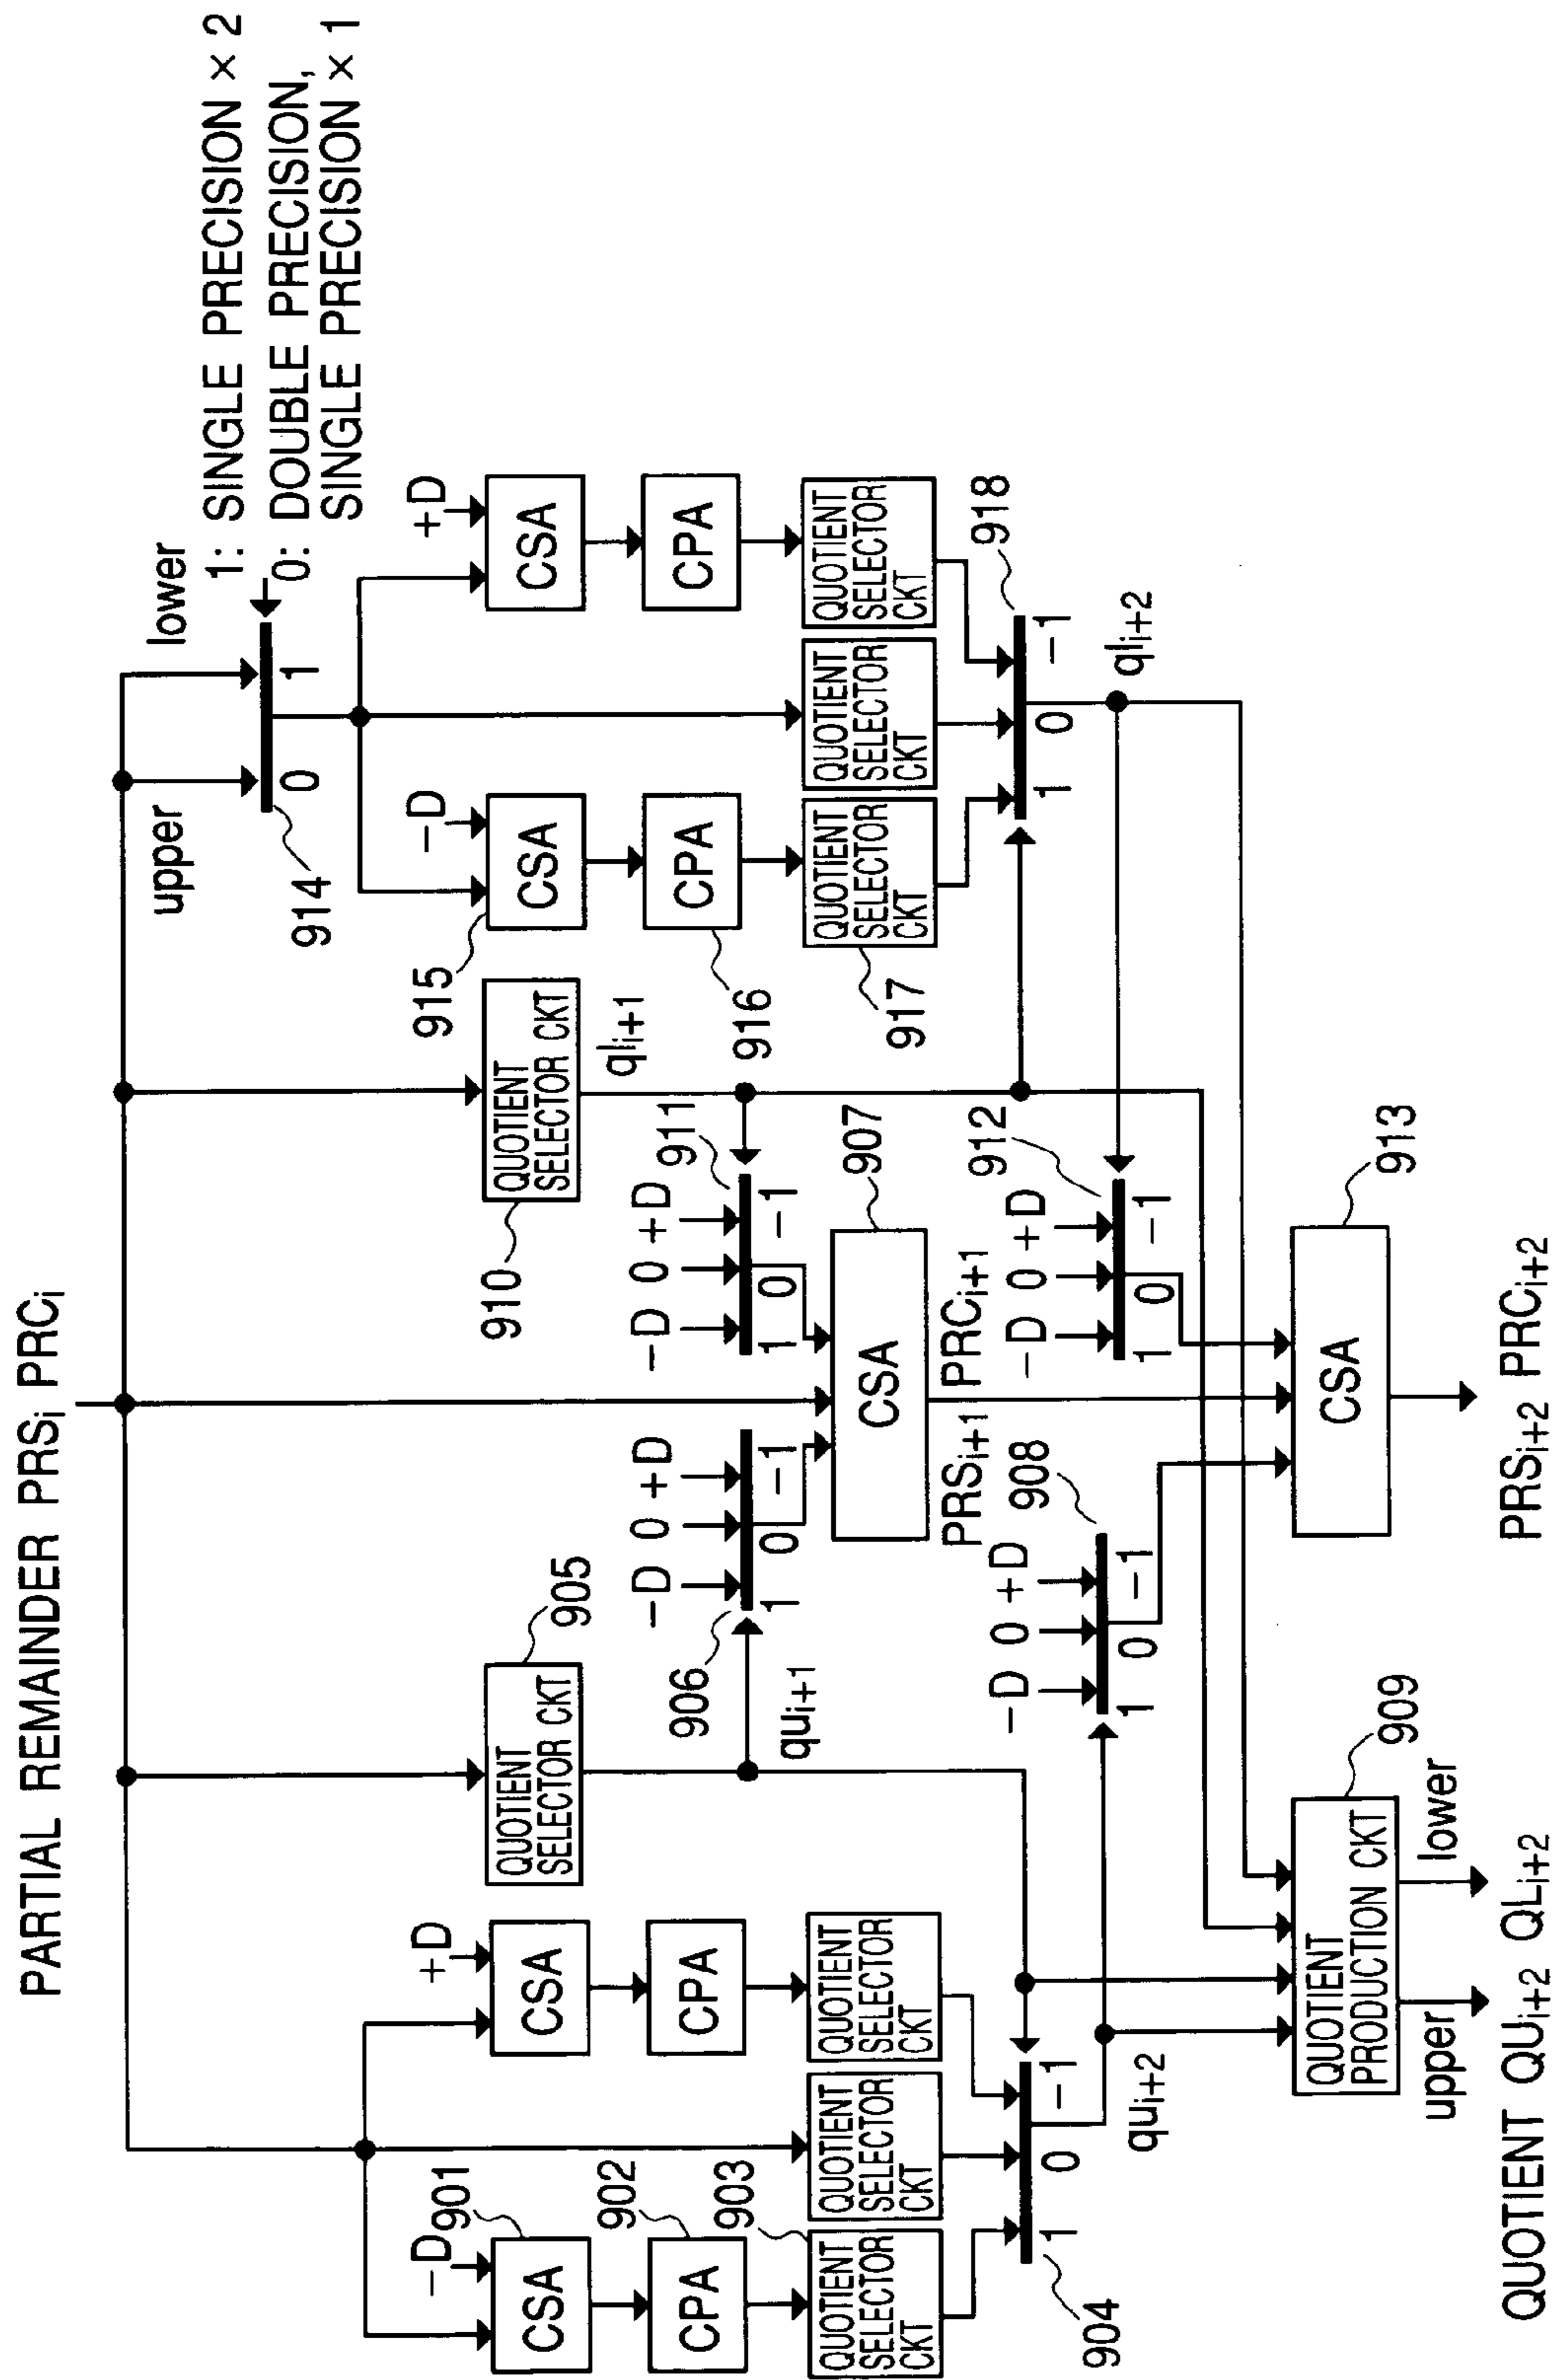 PARTIAL REMAINDER PRSi PRCi
upper
lower
1: SINGLE PRECISION × 2
0: DOUBLE PRECISION,
SINGLE PRECISION × 1
0
1
914
-D
901
CSA
902
CPA
903
QUOTIENT
SELECTOR
CKT
QUOTIENT
SELECTOR
CKT
+D
CSA
CPA
QUOTIENT
SELECTOR
CKT
1
0
-1
904
qui+2
905
QUOTIENT
SELECTOR CKT
qui+1
906
-D
0
+D
1
0
-1
910
QUOTIENT
SELECTOR CKT
qli+1
911
-D
0
+D
1
0
-1
907
CSA
PRSi+1
PRCi+1
908
-D
0
+D
1
0
-1
912
-D
0
+D
1
0
-1
913
CSA
PRSi+2 PRCi+2
915
-D
CSA
916
CPA
917
QUOTIENT
SELECTOR
CKT
QUOTIENT
SELECTOR
CKT
+D
CSA
CPA
QUOTIENT
SELECTOR
CKT
918
1
0
-1
qli+2
909
QUOTIENT
PRODUCTION CKT
upper
lower
QUOTIENT QUi+2 QLi+2